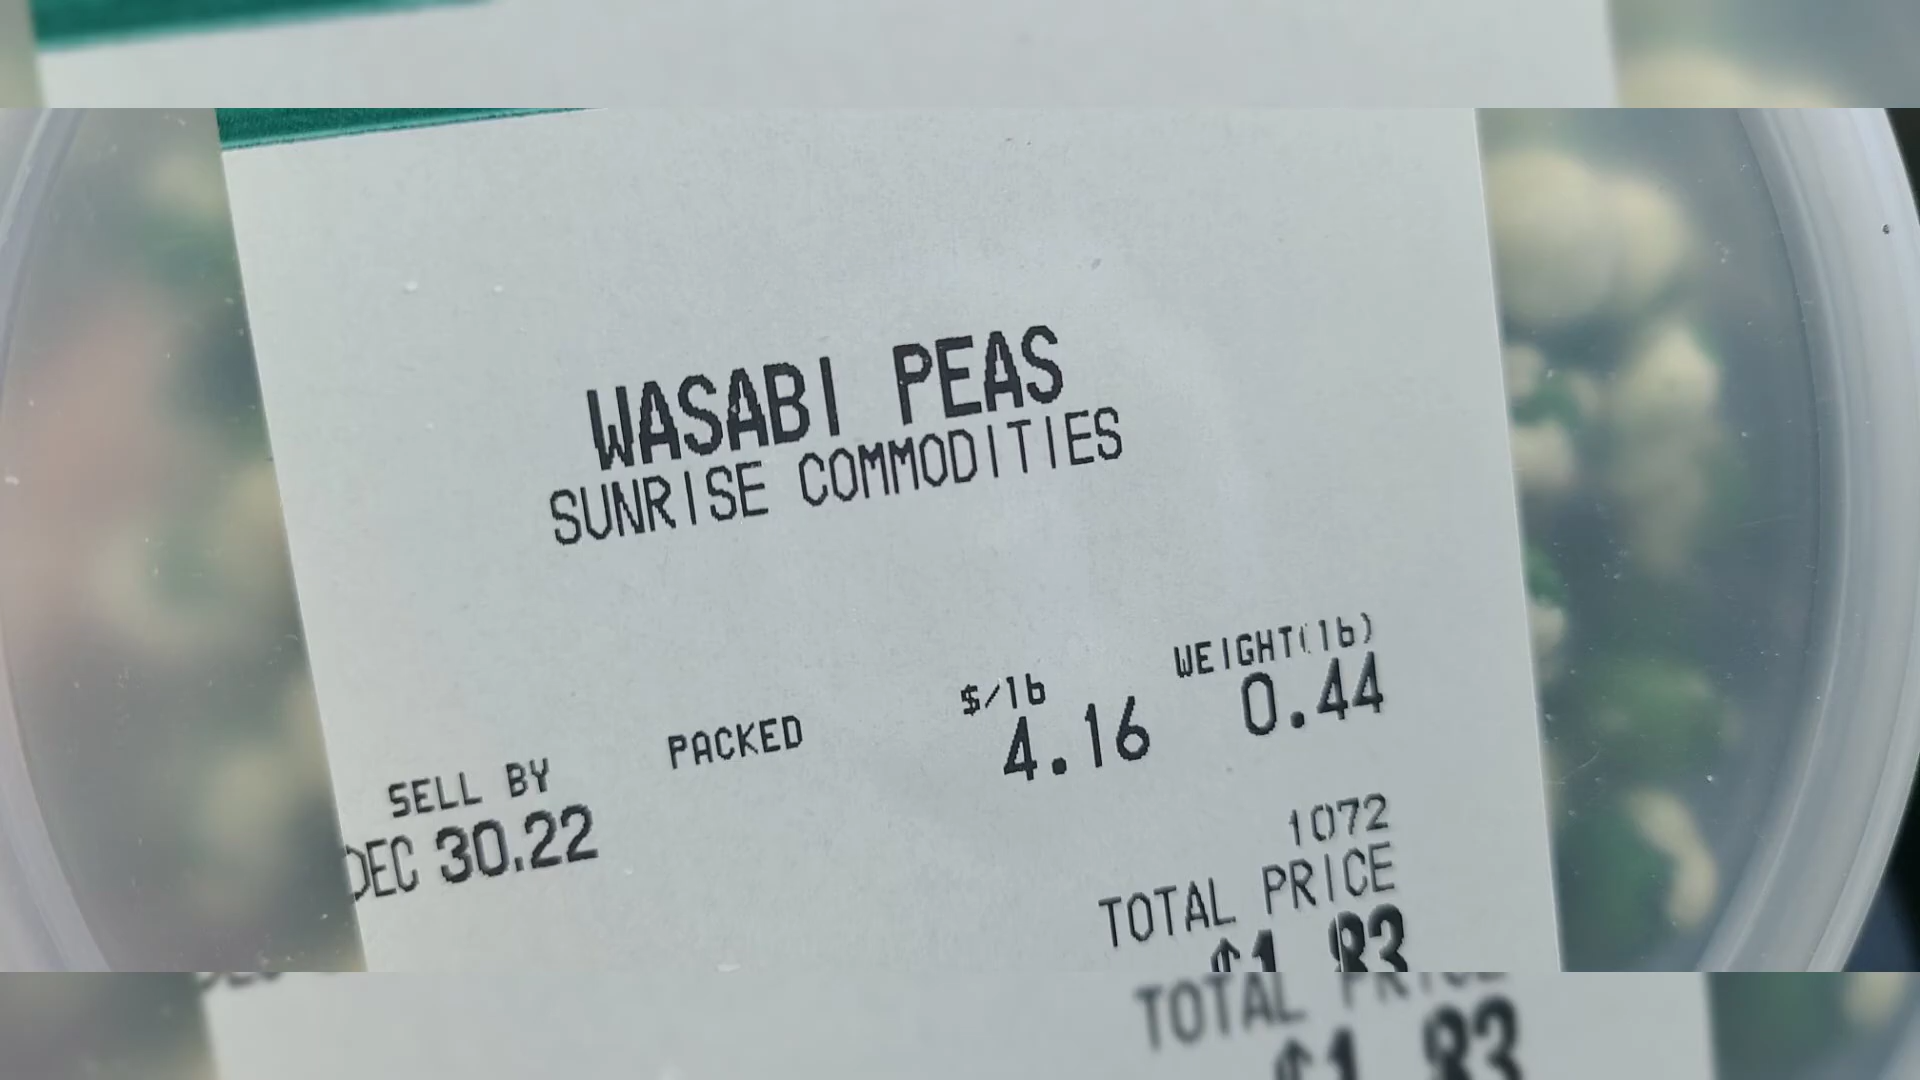 WASABI PEAS
SUNRISE COMMODITIES
SELL BY PACKED $/lb WEIGHT(lb)
DEC 30.22 4.16 0.44
1072
TOTAL PRICE
$1.83
TOTAL PRICE
$1.83